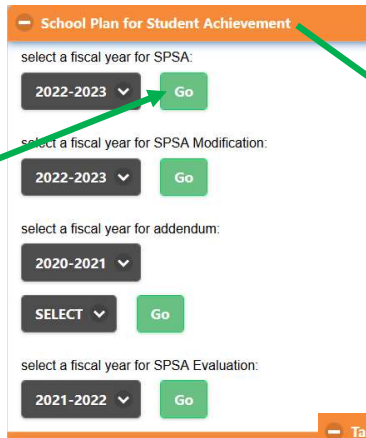 School Plan for Student Achievement
select a fiscal year for SPSA:
2022-2023
Go
select a fiscal year for SPSA Modification:
2022-2023
Go
select a fiscal year for addendum:
2020-2021
SELECT
Go
select a fiscal year for SPSA Evaluation:
2021-2022
Go
Ta